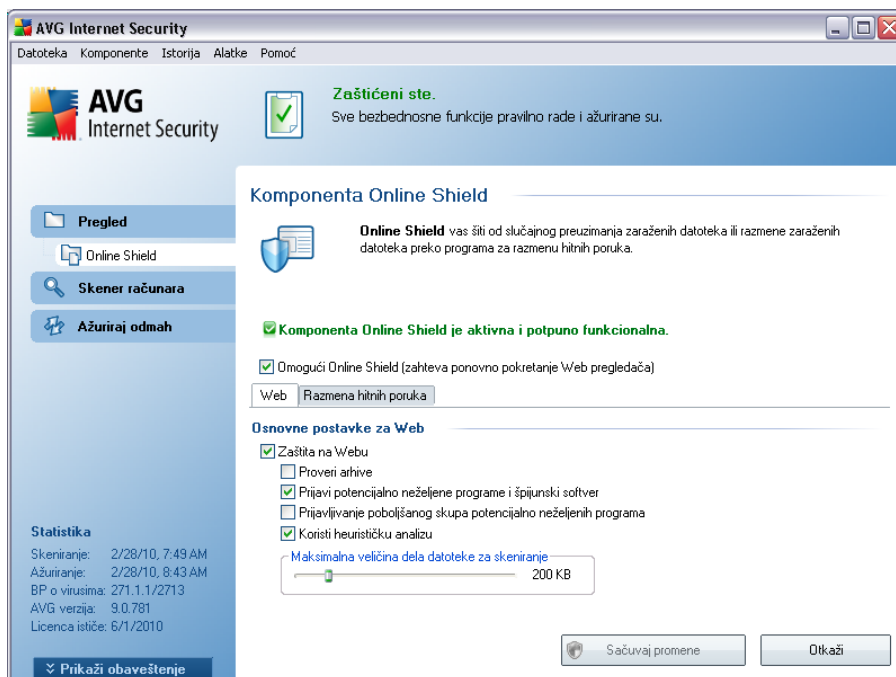 AVG Internet Security
Datoteka Komponente Istorija Alatke Pomoć
AVG
Internet Security
Zaštićeni ste.
Sve bezbednosne funkcije pravilno rade i ažurirane su.
Pregled
Online Shield
Skener računara
Ažuriraj odmah
Statistika
Skeniranje: 2/28/10, 7:49 AM
Ažuriranje: 2/28/10, 8:43 AM
BP o virusima: 271.1.1/2713
AVG verzija: 9.0.781
Licenca ističe: 6/1/2010
Prikaži obaveštenje
Komponenta Online Shield
Online Shield vas šiti od slučajnog preuzimanja zaraženih datoteka ili razmene zaraženih
datoteka preko programa za razmenu hitnih poruka.
Komponenta Online Shield je aktivna i potpuno funkcionalna.
Omogući Online Shield (zahteva ponovno pokretanje Web pregledača)
Web Razmena hitnih poruka
Osnovne postavke za Web
Zaštita na Webu
Proveri arhive
Prijavi potencijalno neželjene programe i špijunski softver
Prijavljivanje poboljšanog skupa potencijalno neželjenih programa
Koristi heurističku analizu
Maksimalna veličina dela datoteke za skeniranje
200 KB
Sačuvaj promene
Otkaži